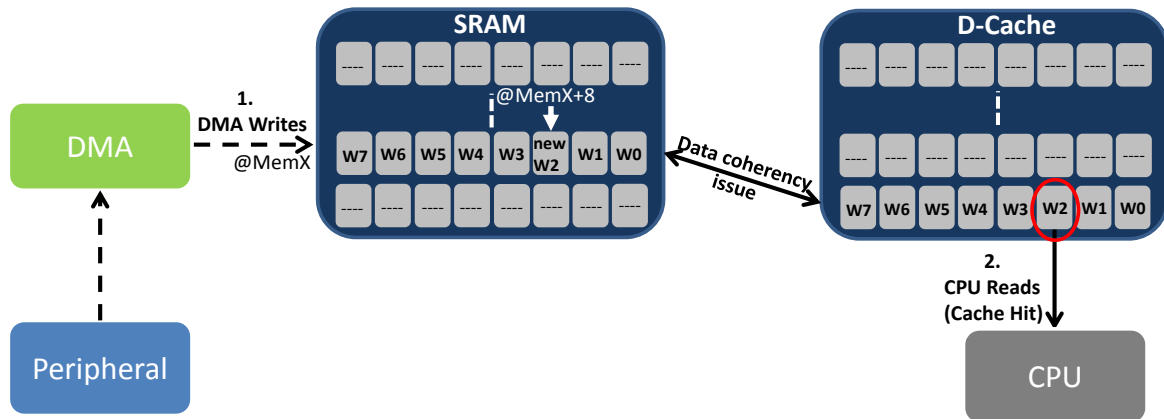 SRAM
---- ---- ---- ---- ---- ---- ---- ----
@MemX+8
W7 W6 W5 W4 W3 new W2 W1 W0
---- ---- ---- ---- ---- ---- ---- ----
D-Cache
---- ---- ---- ---- ---- ---- ---- ----
---- ---- ---- ---- ---- ---- ---- ----
W7 W6 W5 W4 W3 W2 W1 W0
1.
DMA Writes
@MemX
DMA
Data coherency
issue
2.
CPU Reads
(Cache Hit)
Peripheral
CPU